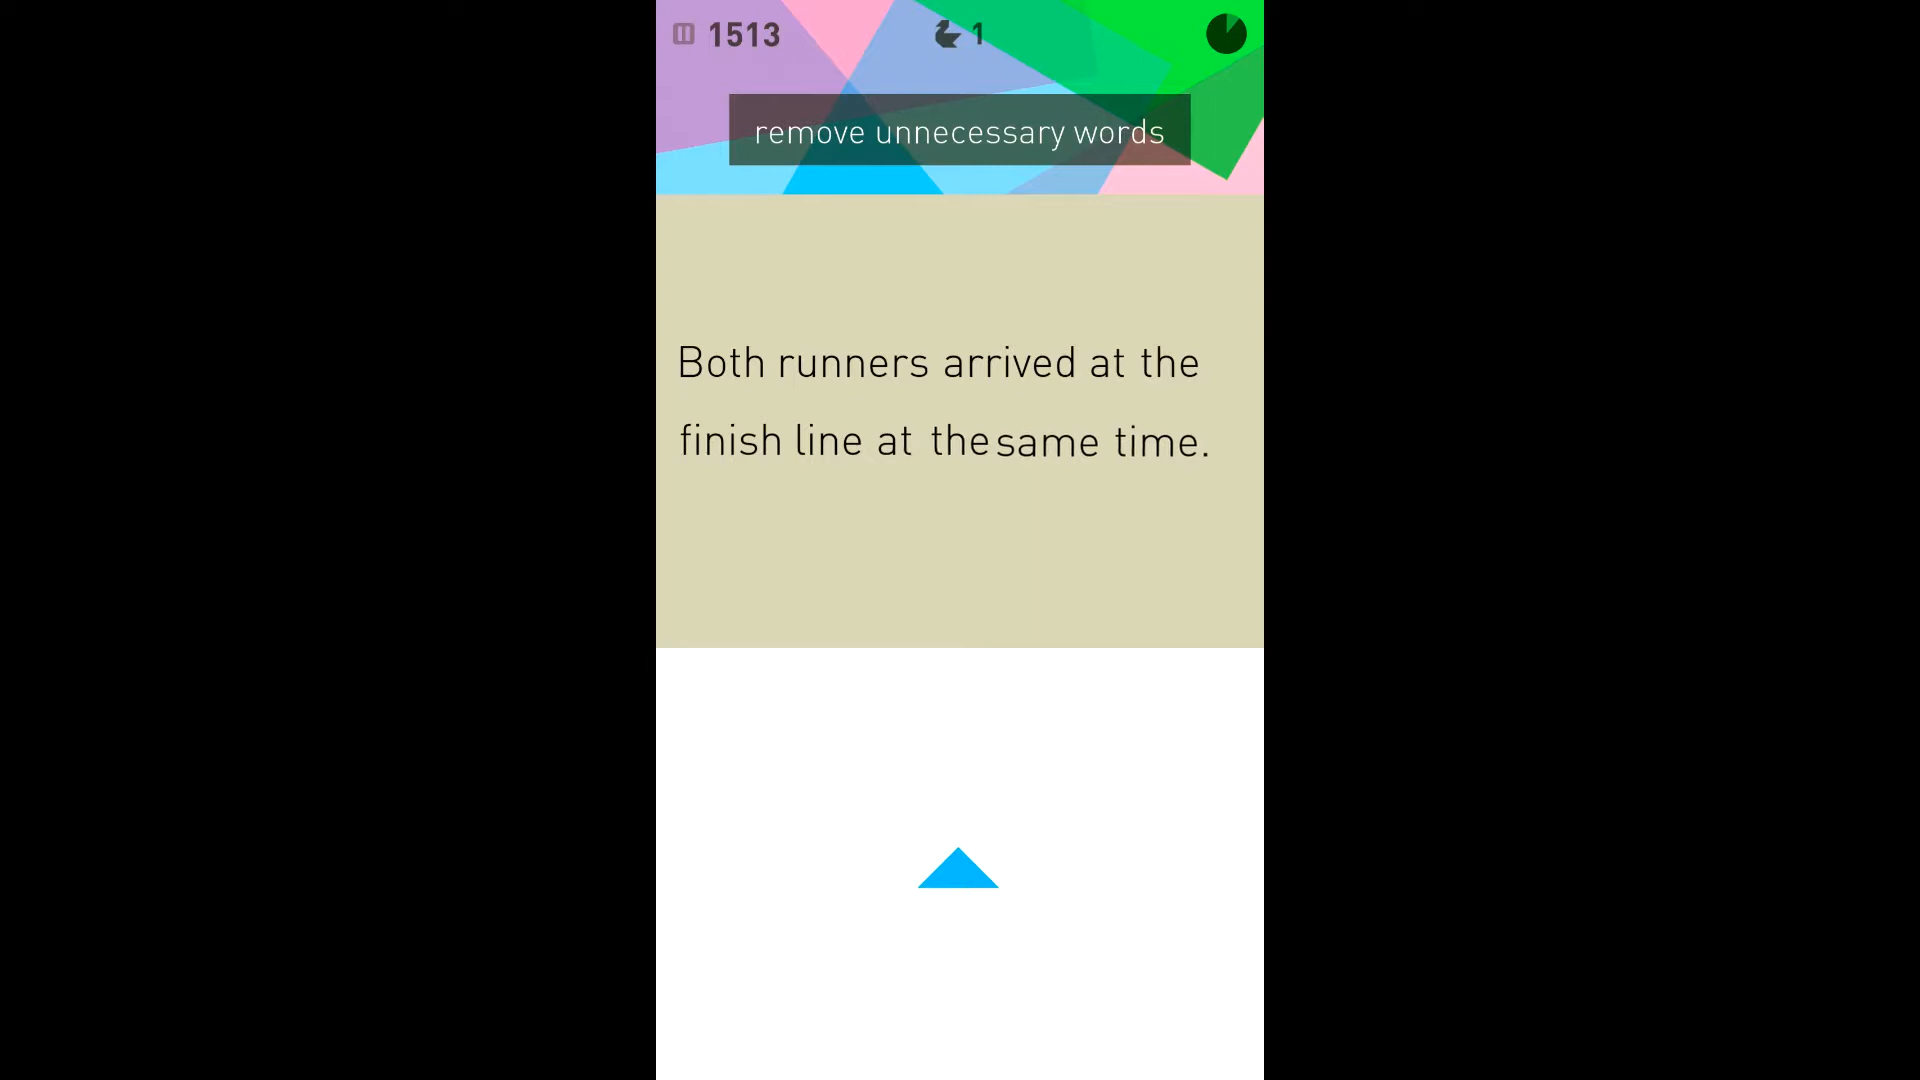 1513
1
remove unnecessary words
Both runners arrived at the
finish line at the same time.